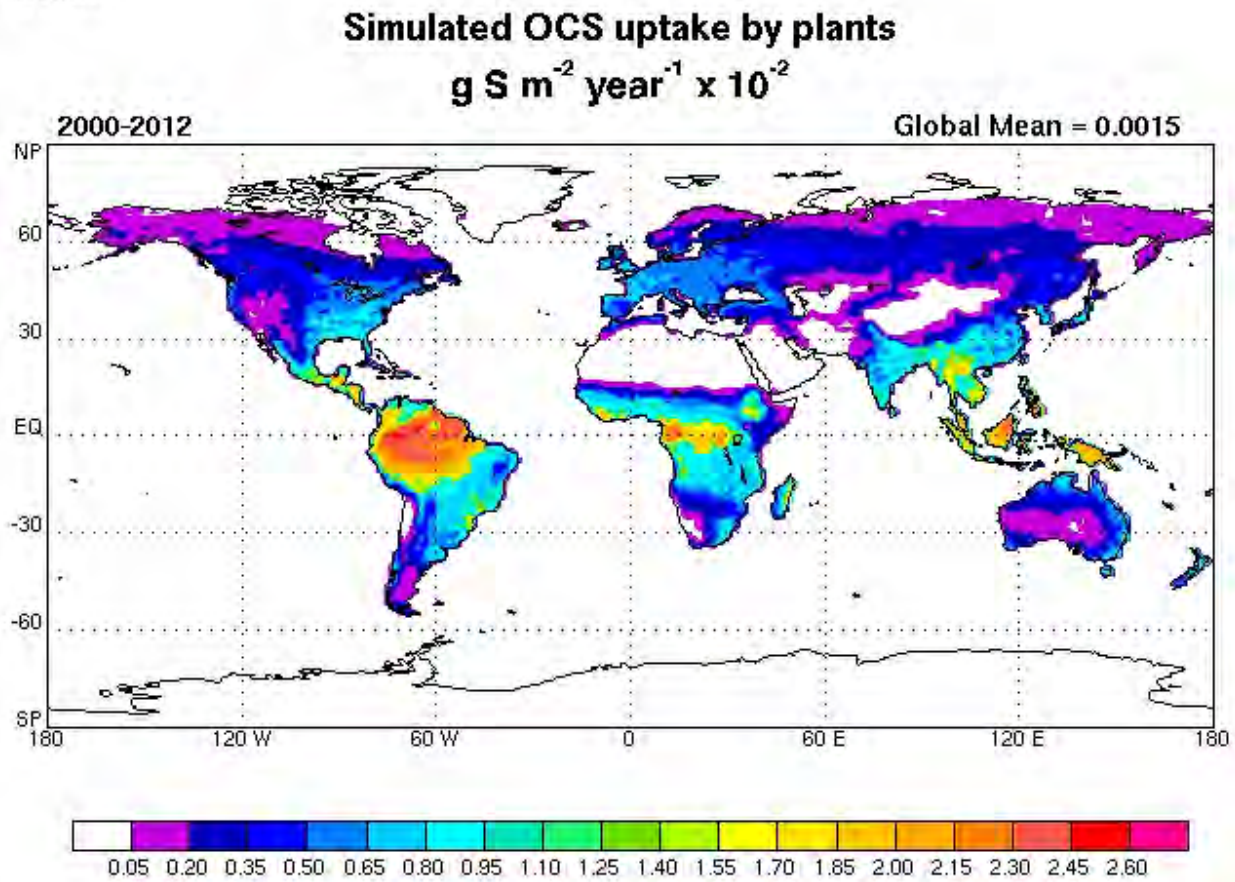 Simulated OCS uptake by plants
g S m⁻² year⁻¹ x 10⁻²
2000-2012 Global Mean = 0.0015
NP
60
30
EQ
-30
-60
SP
180 120 W 60 W 0 60 E 120 E 180
0.05 0.20 0.35 0.50 0.65 0.80 0.95 1.10 1.25 1.40 1.55 1.70 1.85 2.00 2.15 2.30 2.45 2.60